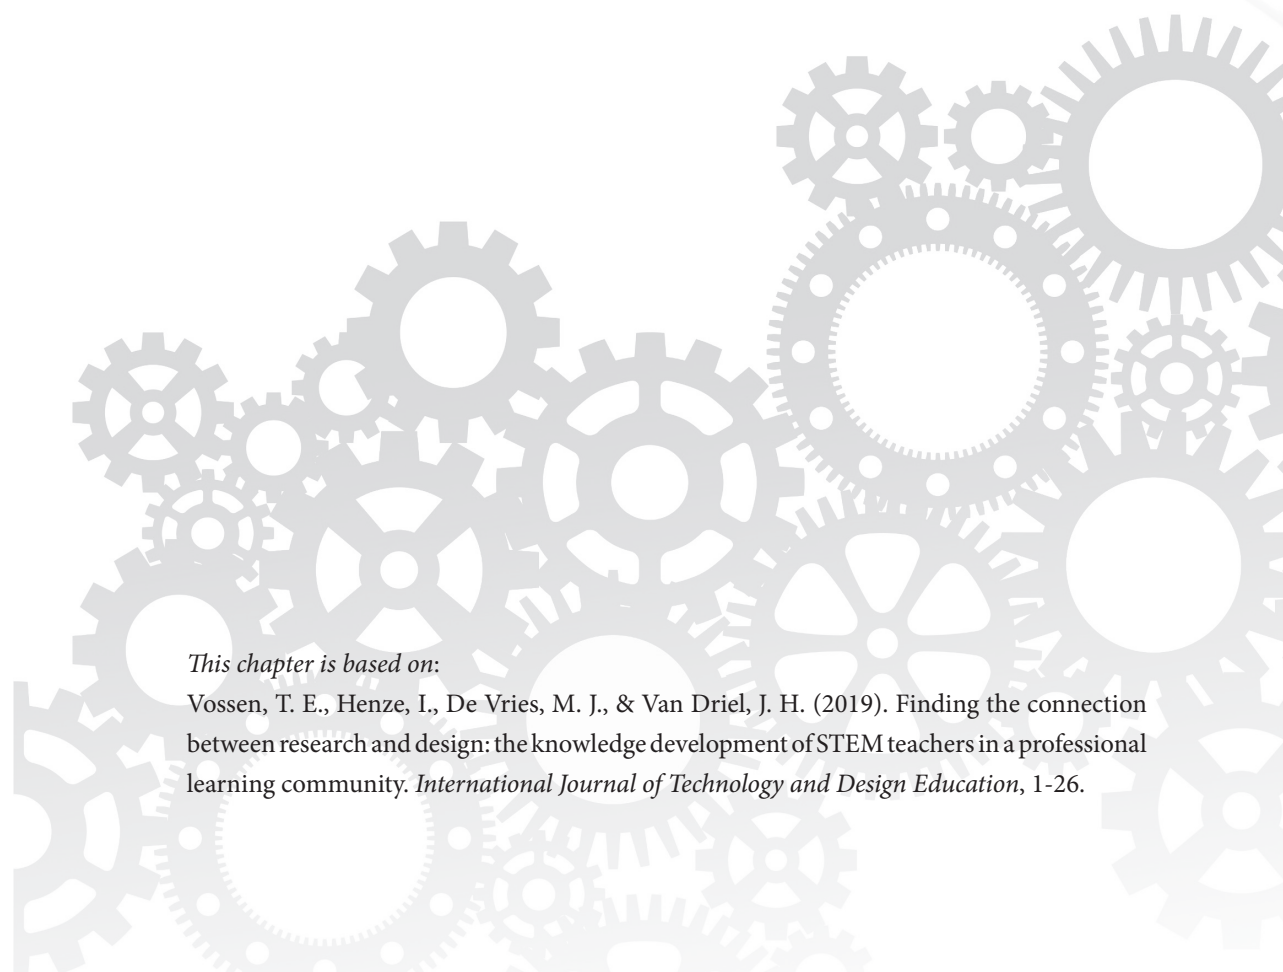 This chapter is based on:
Vossen, T. E., Henze, I., De Vries, M. J., & Van Driel, J. H. (2019). Finding the connection
between research and design: the knowledge development of STEM teachers in a professional
learning community. International Journal of Technology and Design Education, 1-26.